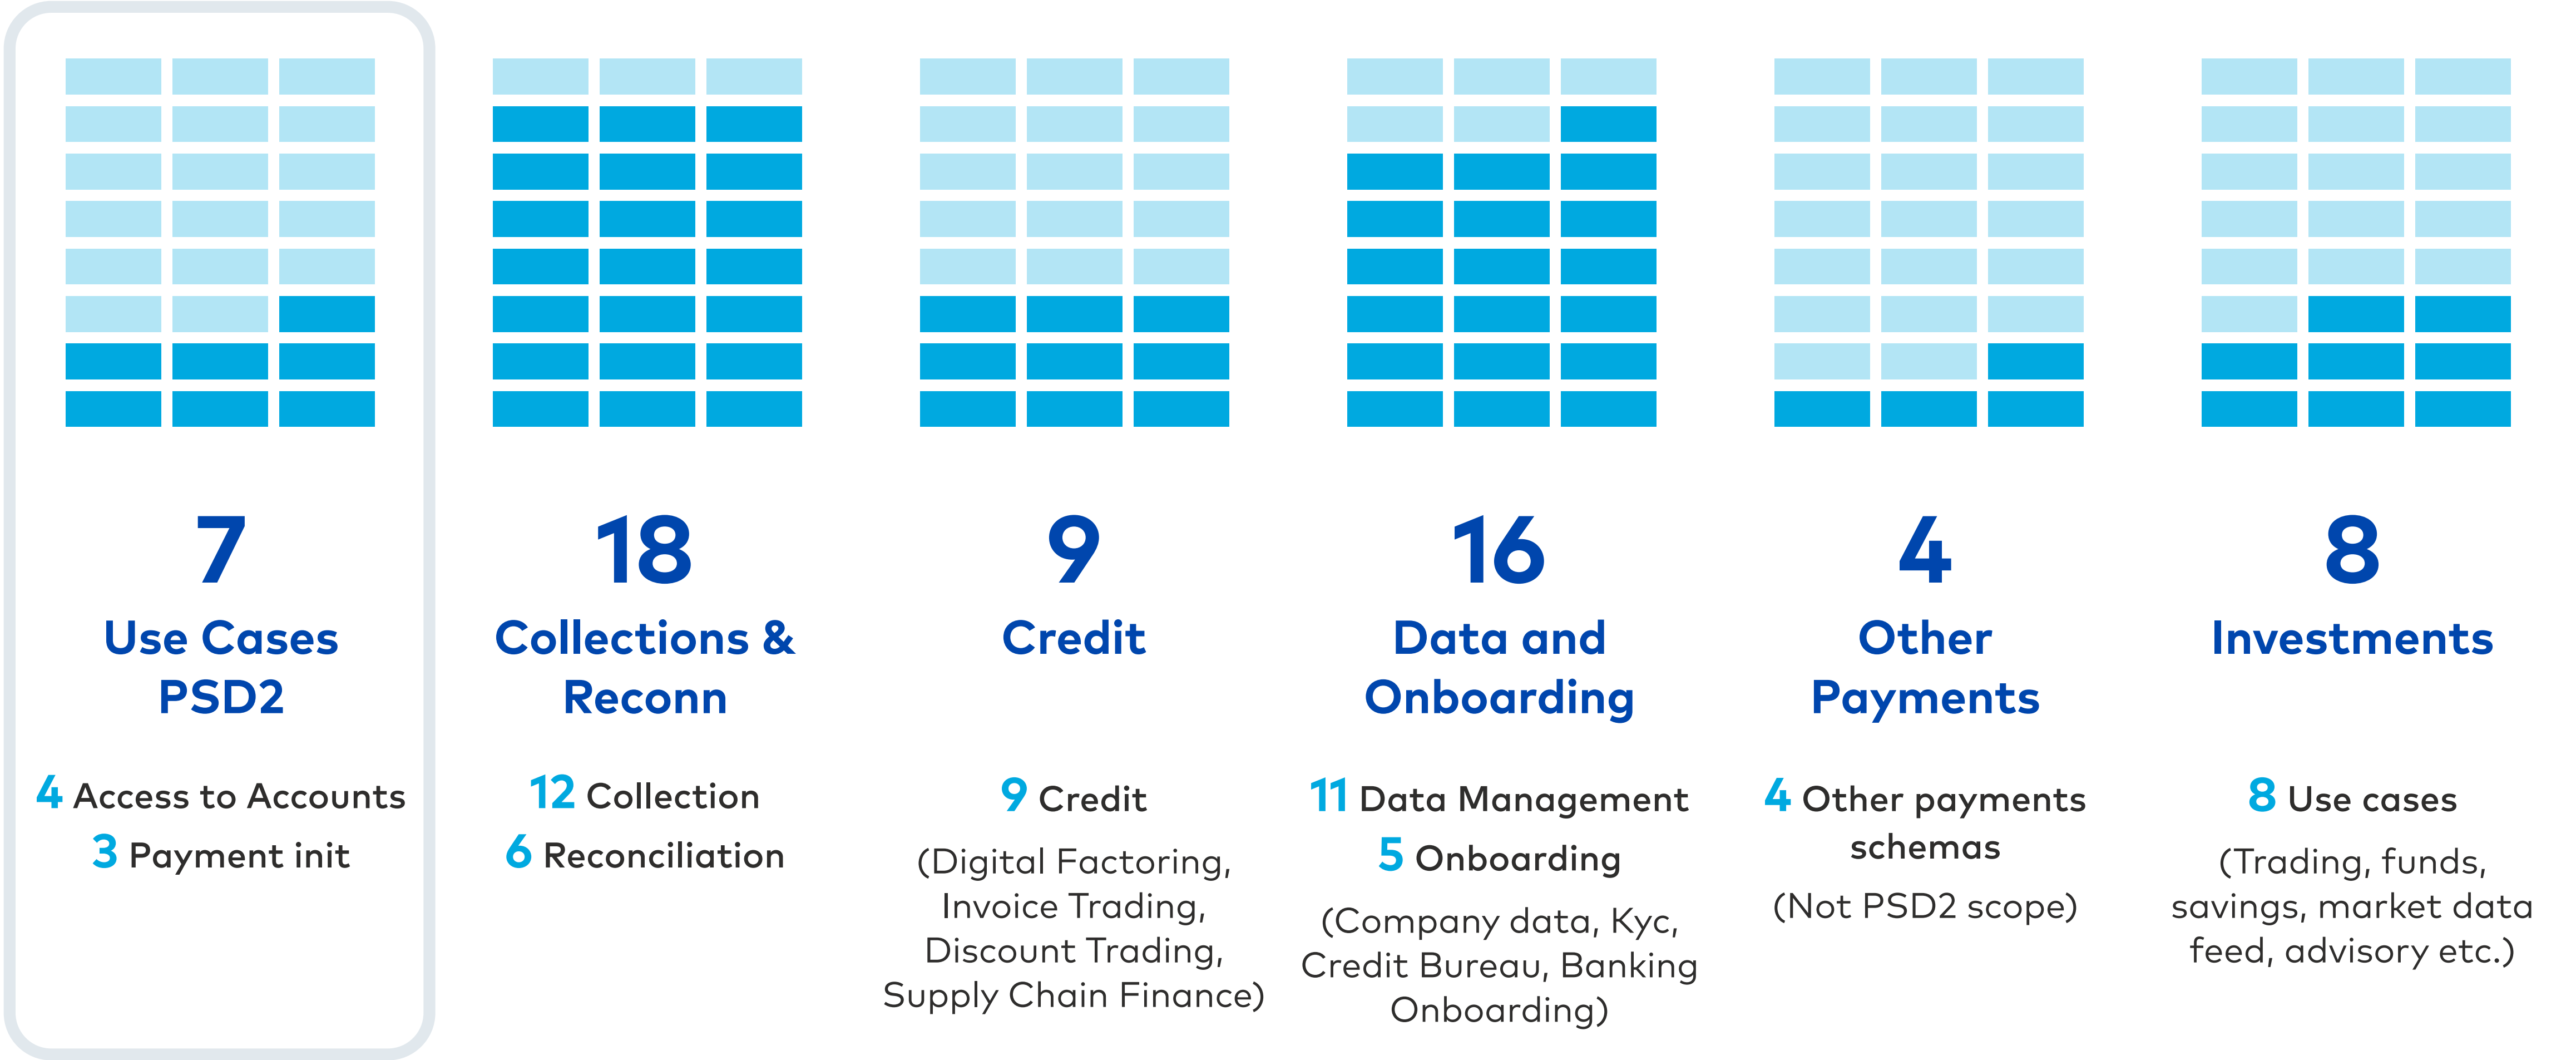 7
Use Cases
PSD2
4 Access to Accounts
3 Payment init
18
Collections &
Reconn
12 Collection
6 Reconciliation
9
Credit
9 Credit
(Digital Factoring,
Invoice Trading,
Discount Trading,
Supply Chain Finance)
16
Data and
Onboarding
11 Data Management
5 Onboarding
(Company data, Kyc,
Credit Bureau, Banking
Onboarding)
4
Other
Payments
4 Other payments
schemas
(Not PSD2 scope)
8
Investments
8 Use cases
(Trading, funds,
savings, market data
feed, advisory etc.)